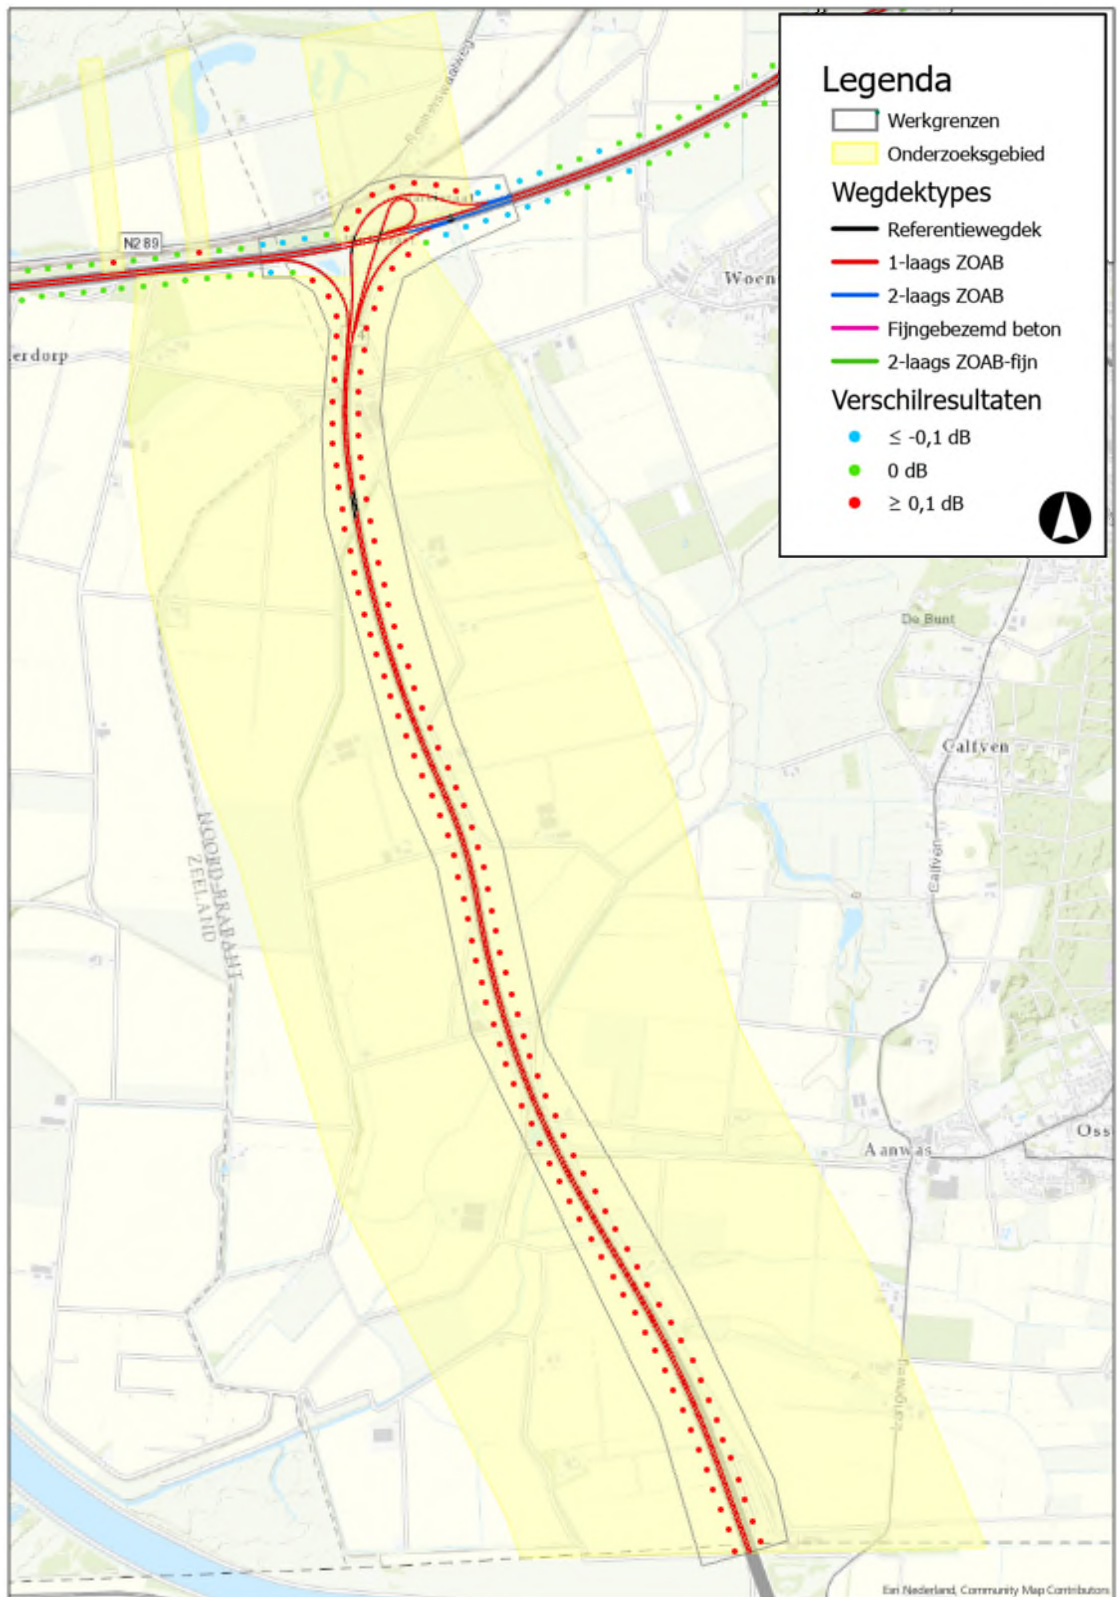 Legenda
Werkgrenzen
Onderzoeksgebied
Wegdektypes
Referentiewegdek
1-laags ZOAB
2-laags ZOAB
Fijngebezemd beton
2-laags ZOAB-fijn
Verschilresultaten
≤ -0,1 dB
0 dB
≥ 0,1 dB
N289
Woen
erdorp
De Bunt
Calfven
Calfven
NOORD-BRABANT
ZEELAND
Oss
Aanwas
Langeweg
Esri Nederland, Community Map Contributors